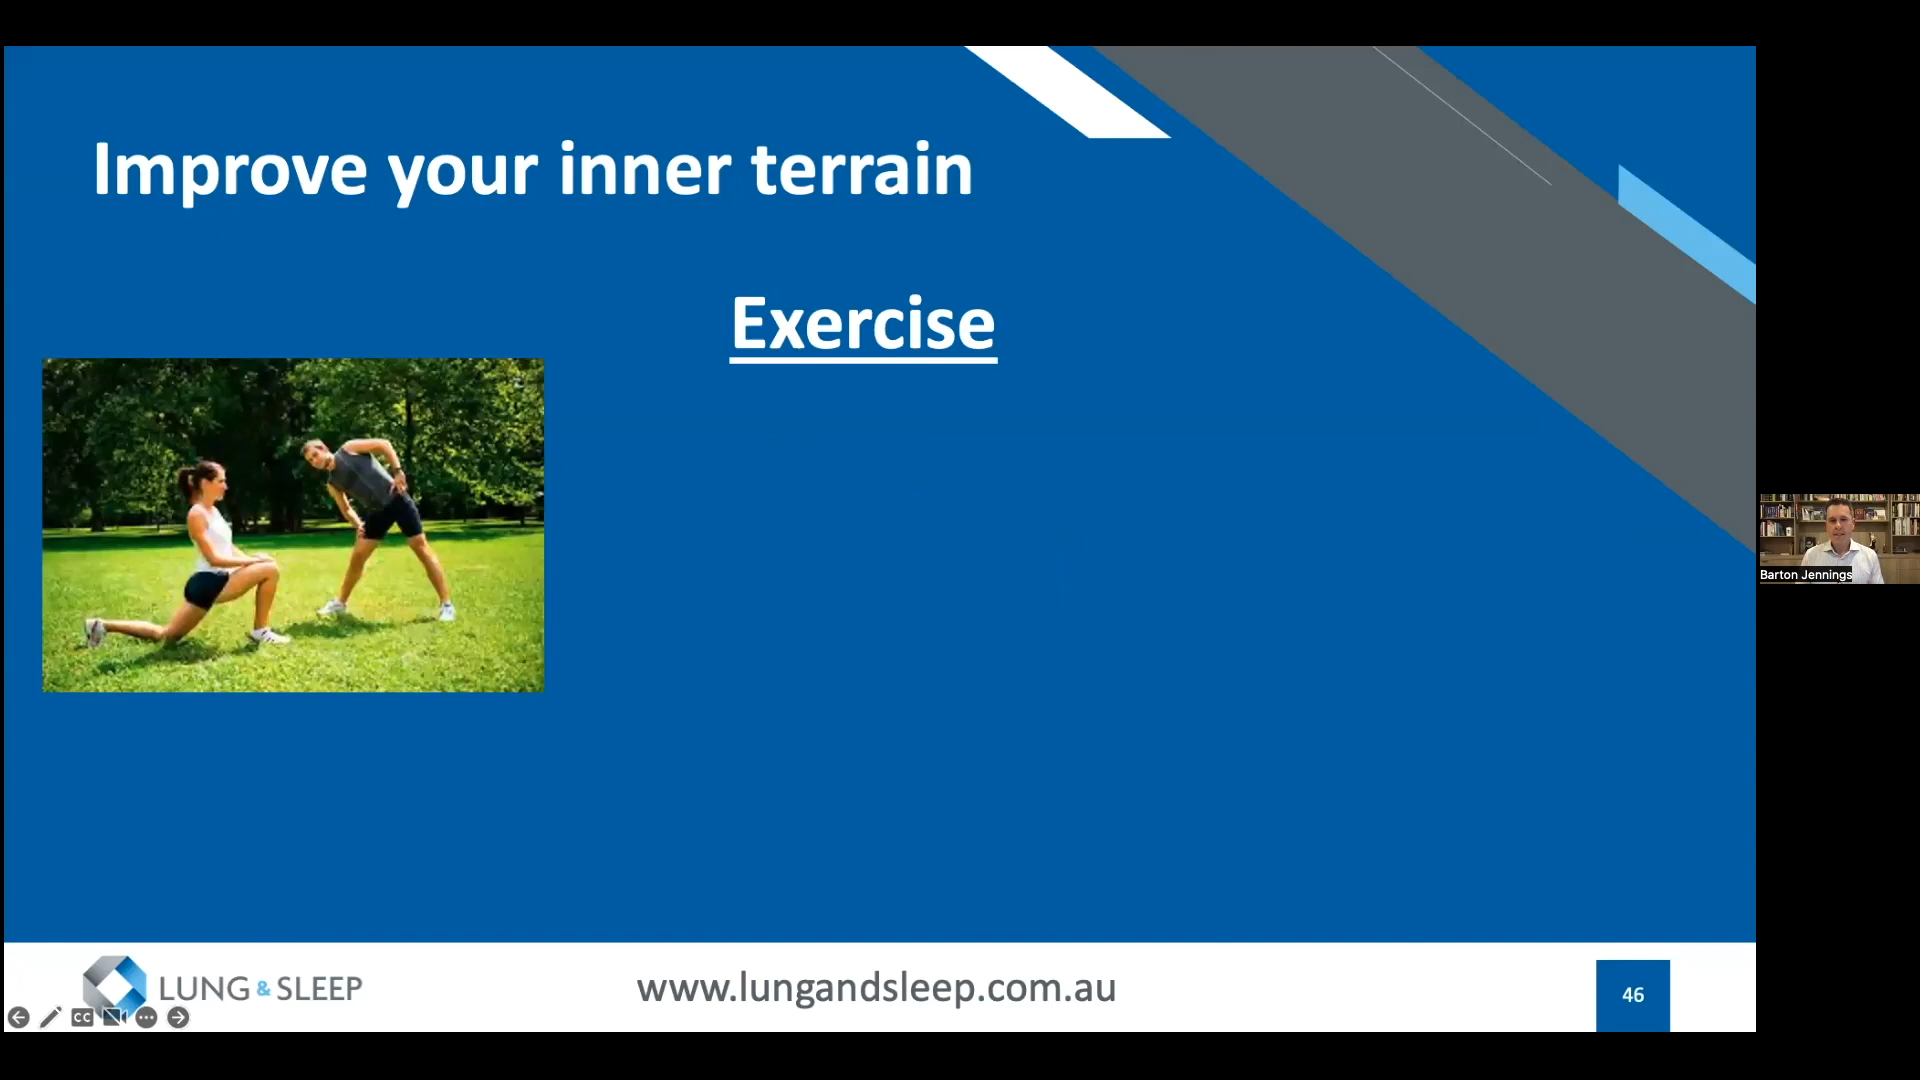 Improve your inner terrain
Exercise
Barton Jennings
LUNG & SLEEP
www.lungandsleep.com.au
46
CC